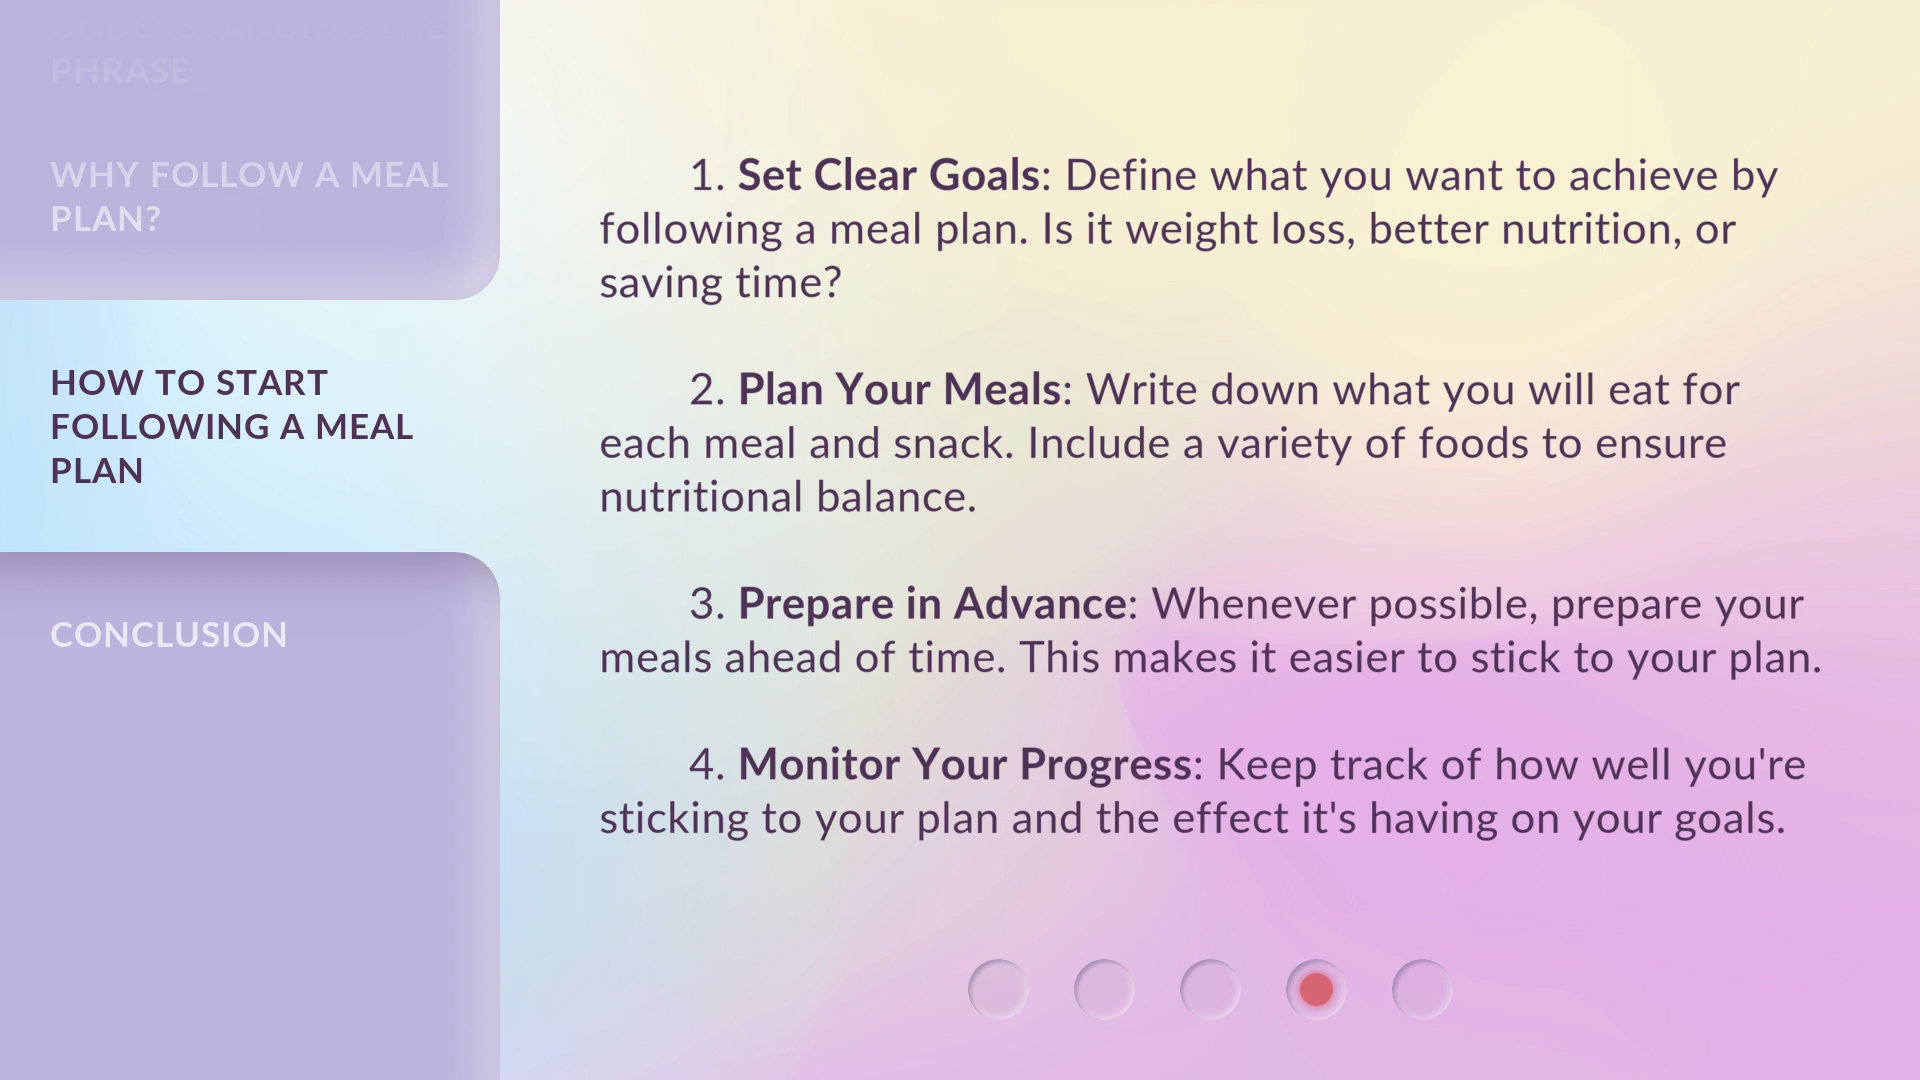 UNDERSTANDING THE
PHRASE
WHY FOLLOW A MEAL
PLAN?
HOW TO START
FOLLOWING A MEAL
PLAN
CONCLUSION
1. Set Clear Goals: Define what you want to achieve by
following a meal plan. Is it weight loss, better nutrition, or
saving time?
2. Plan Your Meals: Write down what you will eat for
each meal and snack. Include a variety of foods to ensure
nutritional balance.
3. Prepare in Advance: Whenever possible, prepare your
meals ahead of time. This makes it easier to stick to your plan.
4. Monitor Your Progress: Keep track of how well you're
sticking to your plan and the effect it's having on your goals.